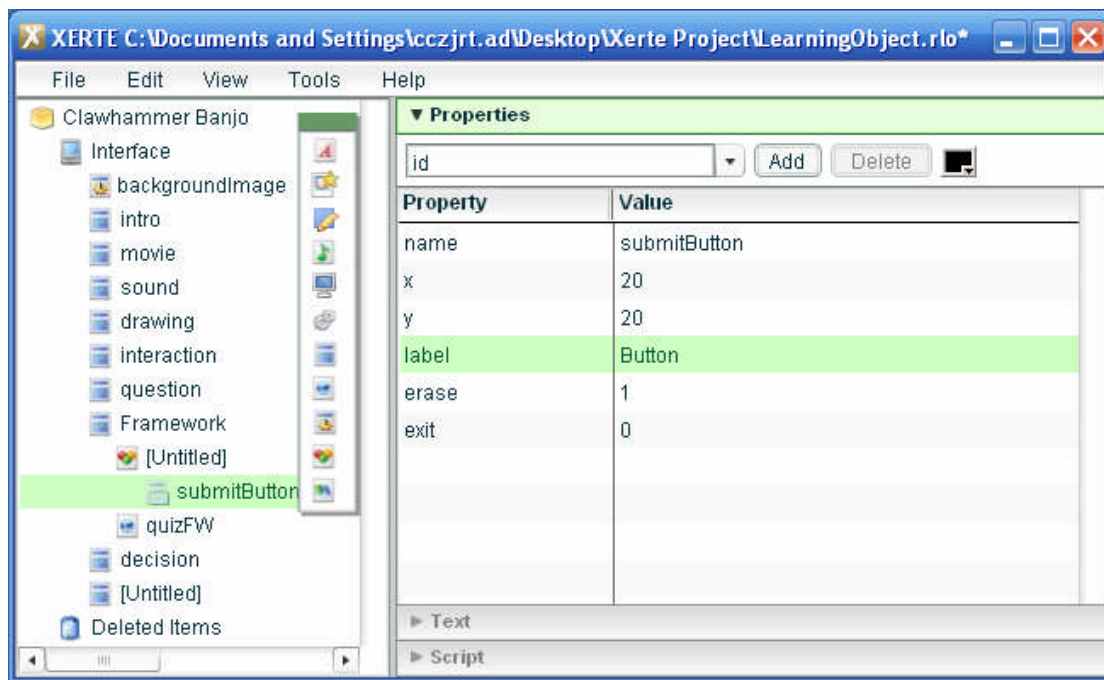 XERTE C:\Documents and Settings\cczjrt.ad\Desktop\Xerte Project\LearningObject.rlo*
File Edit View Tools Help
Clawhammer Banjo
Interface
backgroundImage
intro
movie
sound
drawing
interaction
question
Framework
[Untitled]
submitButton
quizFW
decision
[Untitled]
Deleted Items
▼ Properties
id Add Delete
Property Value
name submitButton
x 20
y 20
label Button
erase 1
exit 0
► Text
► Script